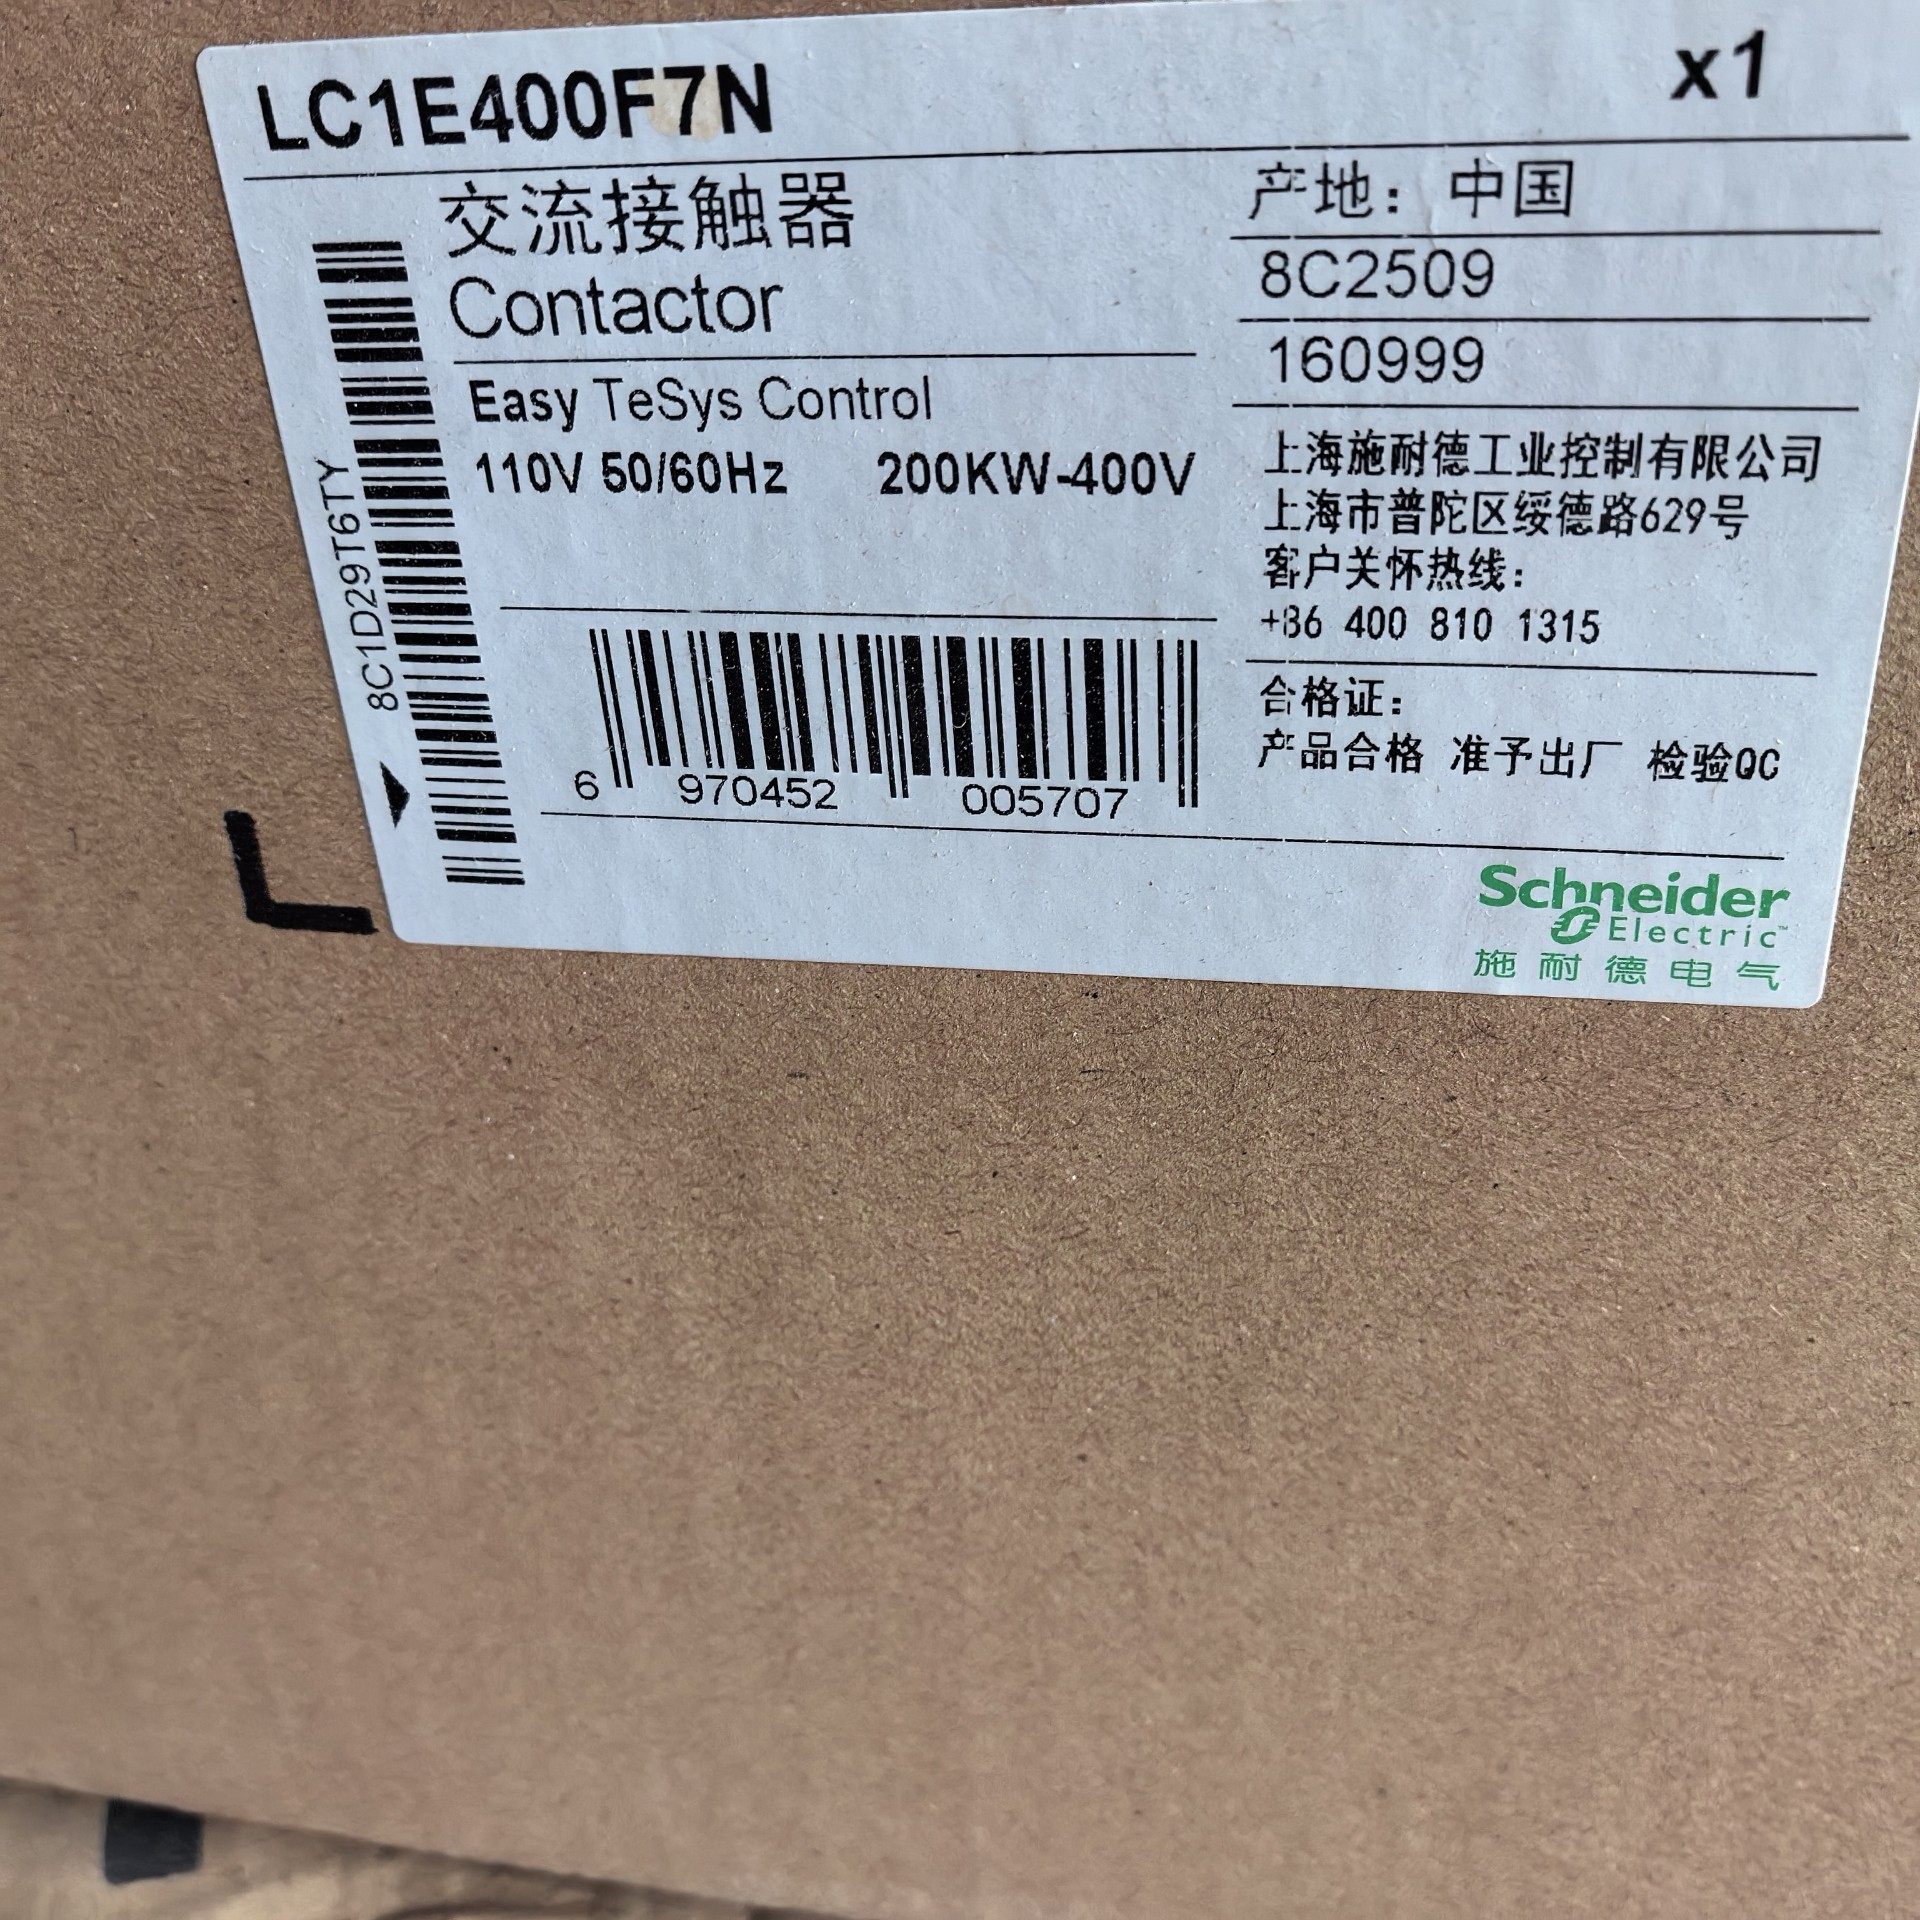 LC1E400F7N
x1
交流接触器
Contactor
Easy TeSys Control
110V 50/60Hz 200KW-400V
8C1D29T6TY
6 970452 005707
产地：中国
8C2509
160999
上海施耐德工业控制有限公司
上海市普陀区绥德路629号
客户关怀热线：
+86 400 810 1315
合格证：
产品合格 准予出厂 检验QC
Schneider
Electric™
施耐德电气